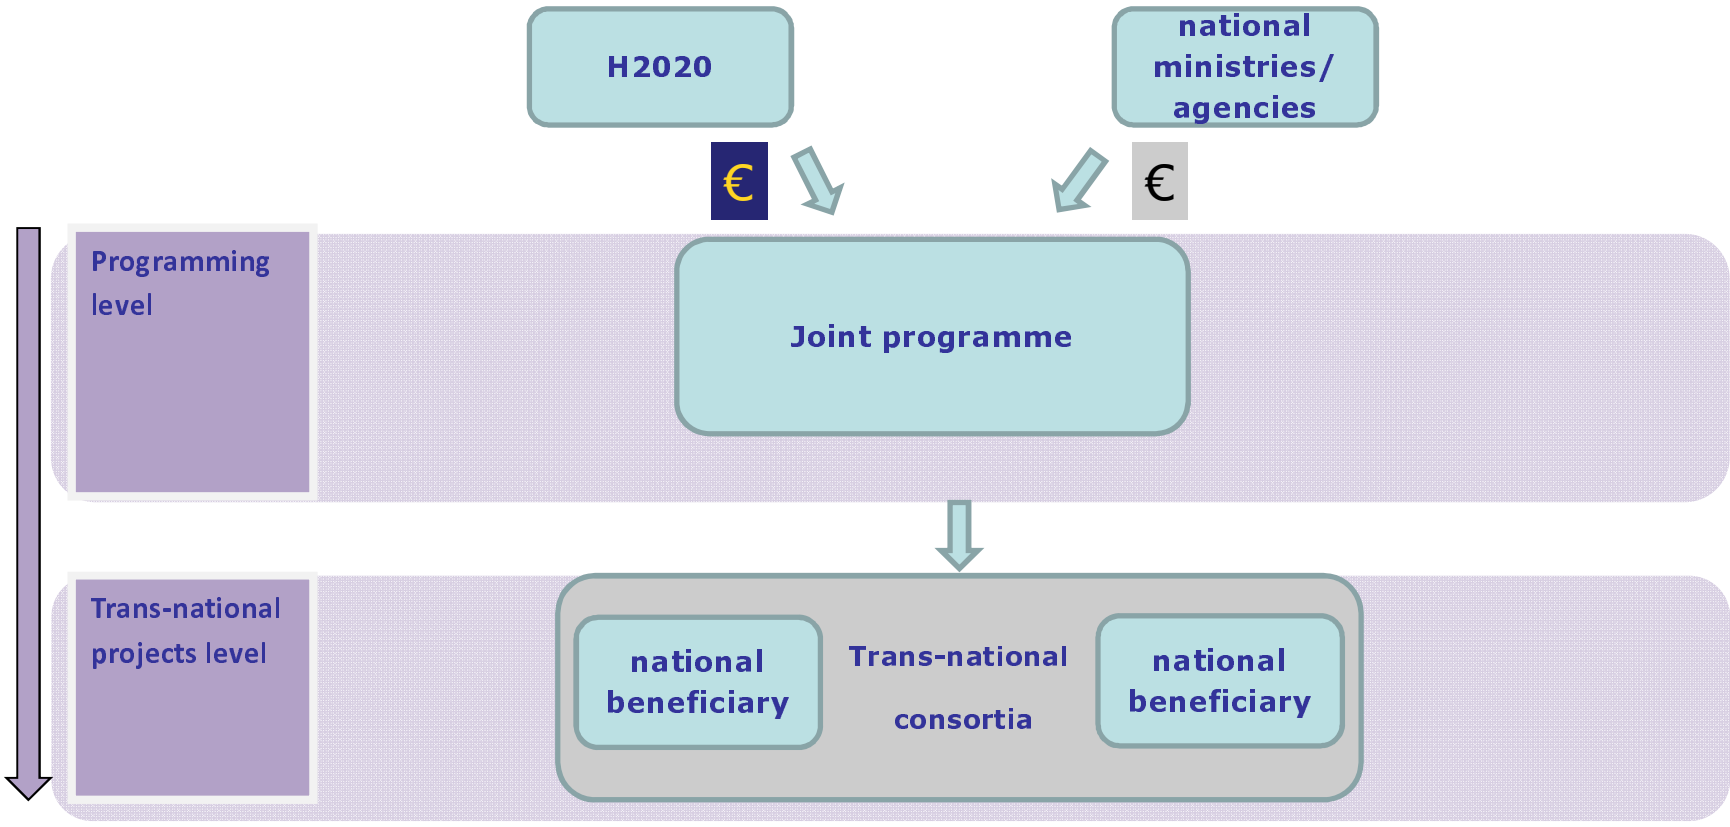 H2020
national
ministries/
agencies
€
€
Programming
level
Joint programme
Trans-national
projects level
national
beneficiary
Trans-national
consortia
national
beneficiary